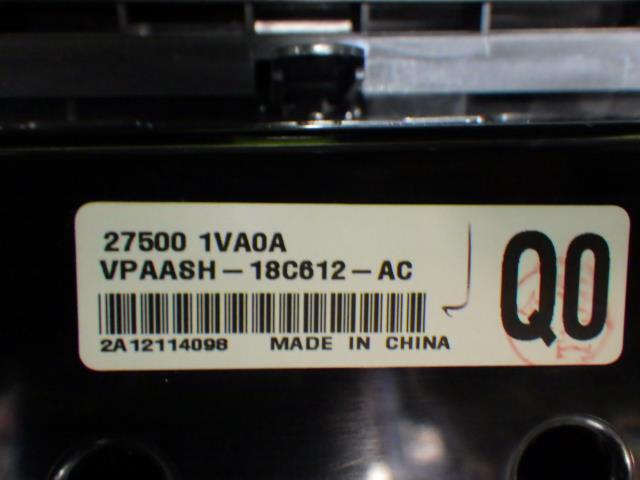 27500 1VA0A
VPAASH-18C612-AC
2A12114098 MADE IN CHINA
Q0